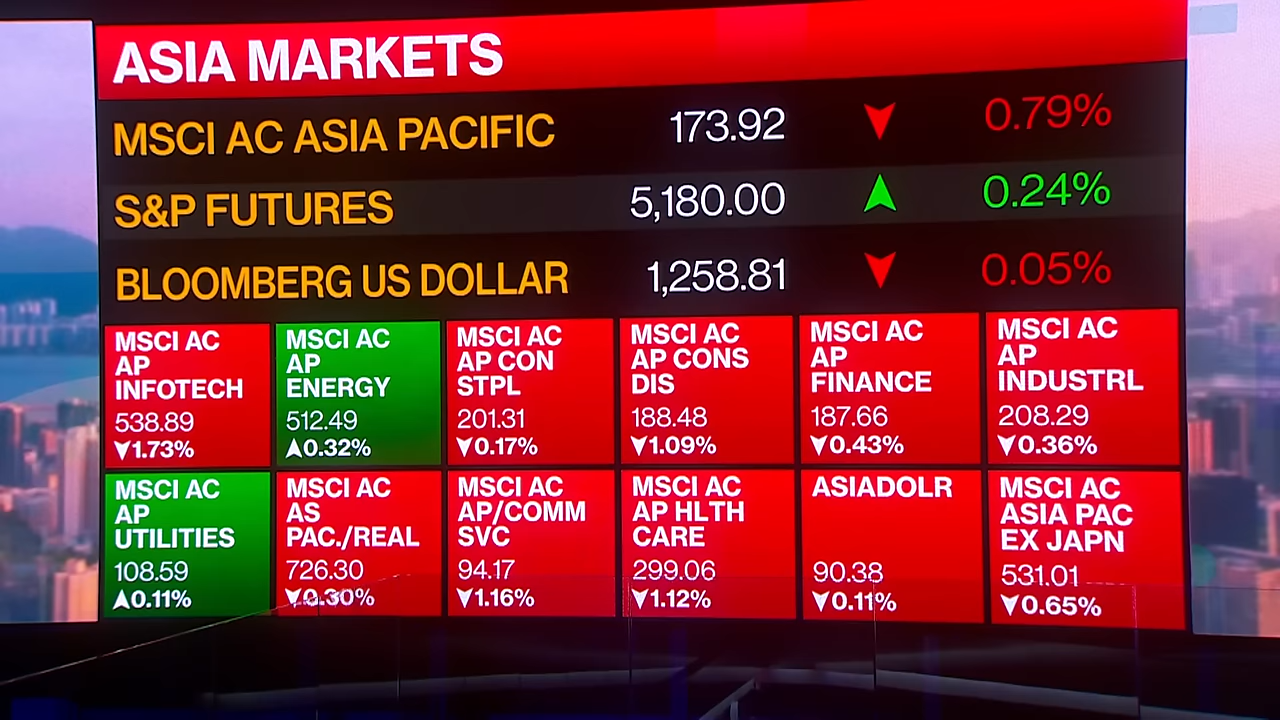 ASIA MARKETS
MSCI AC ASIA PACIFIC 173.92 ▼ 0.79%
S&P FUTURES 5,180.00 ▲ 0.24%
BLOOMBERG US DOLLAR 1,258.81 ▼ 0.05%
MSCI AC
AP
INFOTECH
538.89
▼1.73%
MSCI AC
AP
ENERGY
512.49
▲0.32%
MSCI AC
AP CON
STPL
201.31
▼0.17%
MSCI AC
AP CONS
DIS
188.48
▼1.09%
MSCI AC
AP
FINANCE
187.66
▼0.43%
MSCI AC
AP
INDUSTRL
208.29
▼0.36%
MSCI AC
AP
UTILITIES
108.59
▲0.11%
MSCI AC
AS
PAC./REAL
726.30
▼0.30%
MSCI AC
AP/COMM
SVC
94.17
▼1.16%
MSCI AC
AP HLTH
CARE
299.06
▼1.12%
ASIADOLR
90.38
▼0.11%
MSCI AC
ASIA PAC
EX JAPN
531.01
▼0.65%